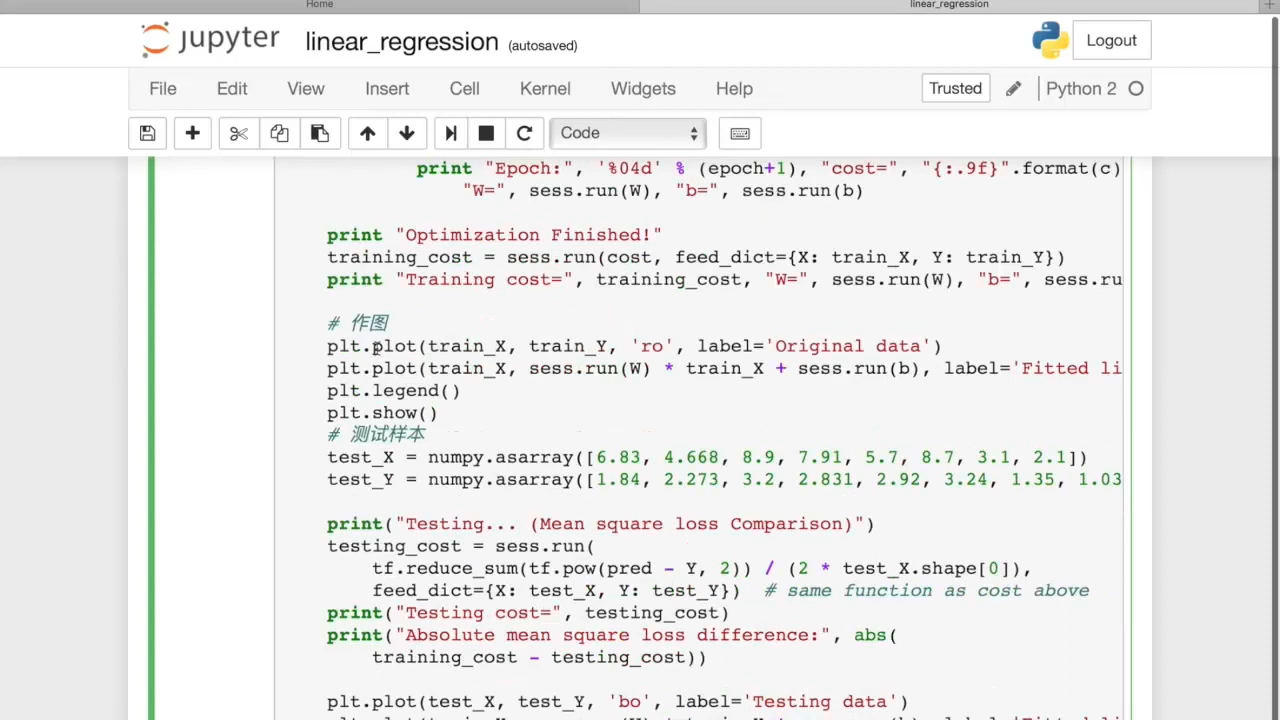 Home
linear_regression
jupyter linear_regression (autosaved)
Logout
File Edit View Insert Cell Kernel Widgets Help
Trusted
Python 2
Code
print "Epoch:", '%04d' % (epoch+1), "cost=", "{:.9f}".format(c)
"W=", sess.run(W), "b=", sess.run(b)
print "Optimization Finished!"
training_cost = sess.run(cost, feed_dict={X: train_X, Y: train_Y})
print "Training cost=", training_cost, "W=", sess.run(W), "b=", sess.ru
# 作图
plt.plot(train_X, train_Y, 'ro', label='Original data')
plt.plot(train_X, sess.run(W) * train_X + sess.run(b), label='Fitted li
plt.legend()
plt.show()
# 测试样本
test_X = numpy.asarray([6.83, 4.668, 8.9, 7.91, 5.7, 8.7, 3.1, 2.1])
test_Y = numpy.asarray([1.84, 2.273, 3.2, 2.831, 2.92, 3.24, 1.35, 1.03
print("Testing... (Mean square loss Comparison)")
testing_cost = sess.run(
tf.reduce_sum(tf.pow(pred - Y, 2)) / (2 * test_X.shape[0]),
feed_dict={X: test_X, Y: test_Y}) # same function as cost above
print("Testing cost=", testing_cost)
print("Absolute mean square loss difference:", abs(
training_cost - testing_cost))
plt.plot(test_X, test_Y, 'bo', label='Testing data')